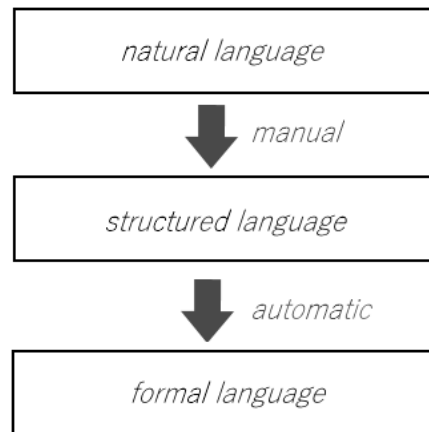 natural language
manual
structured language
automatic
formal language